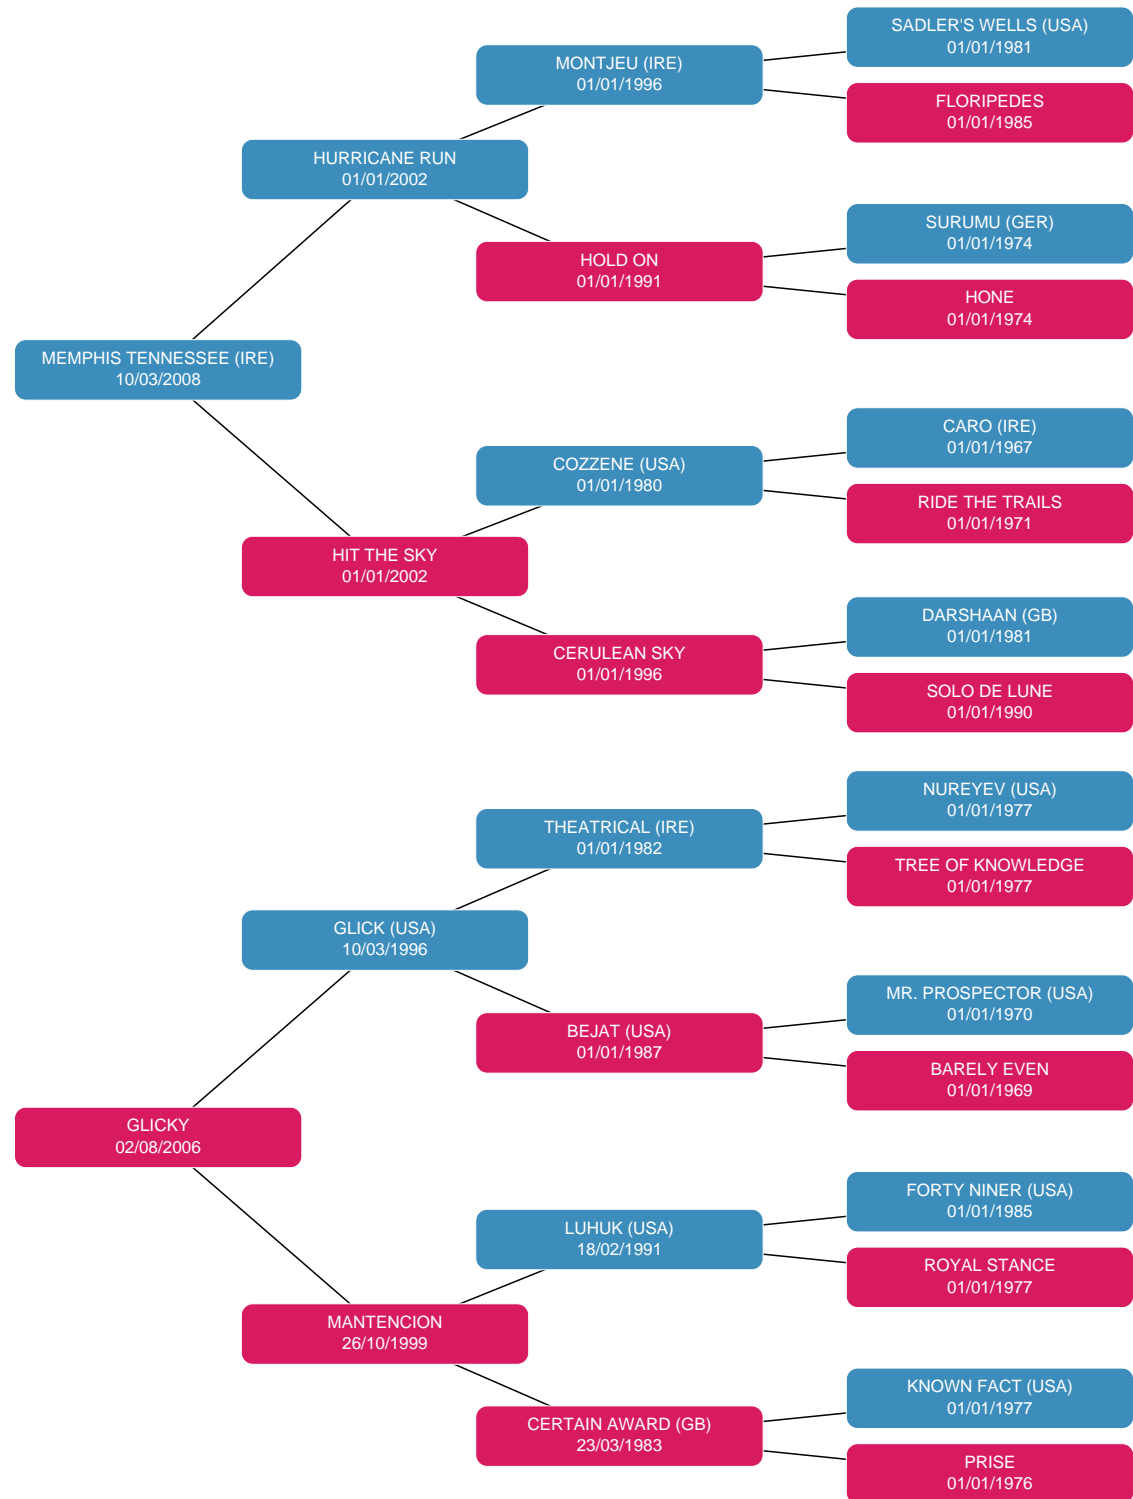 SADLER'S WELLS (USA)
01/01/1981
MONTJEU (IRE)
01/01/1996
FLORIPEDES
01/01/1985
HURRICANE RUN
01/01/2002
SURUMU (GER)
01/01/1974
HOLD ON
01/01/1991
HONE
01/01/1974
MEMPHIS TENNESSEE (IRE)
10/03/2008
CARO (IRE)
01/01/1967
COZZENE (USA)
01/01/1980
RIDE THE TRAILS
01/01/1971
HIT THE SKY
01/01/2002
DARSHAAN (GB)
01/01/1981
CERULEAN SKY
01/01/1996
SOLO DE LUNE
01/01/1990
NUREYEV (USA)
01/01/1977
THEATRICAL (IRE)
01/01/1982
TREE OF KNOWLEDGE
01/01/1977
GLICK (USA)
10/03/1996
MR. PROSPECTOR (USA)
01/01/1970
BEJAT (USA)
01/01/1987
BARELY EVEN
01/01/1969
GLICKY
02/08/2006
FORTY NINER (USA)
01/01/1985
LUHUK (USA)
18/02/1991
ROYAL STANCE
01/01/1977
MANTENCION
26/10/1999
KNOWN FACT (USA)
01/01/1977
CERTAIN AWARD (GB)
23/03/1983
PRISE
01/01/1976